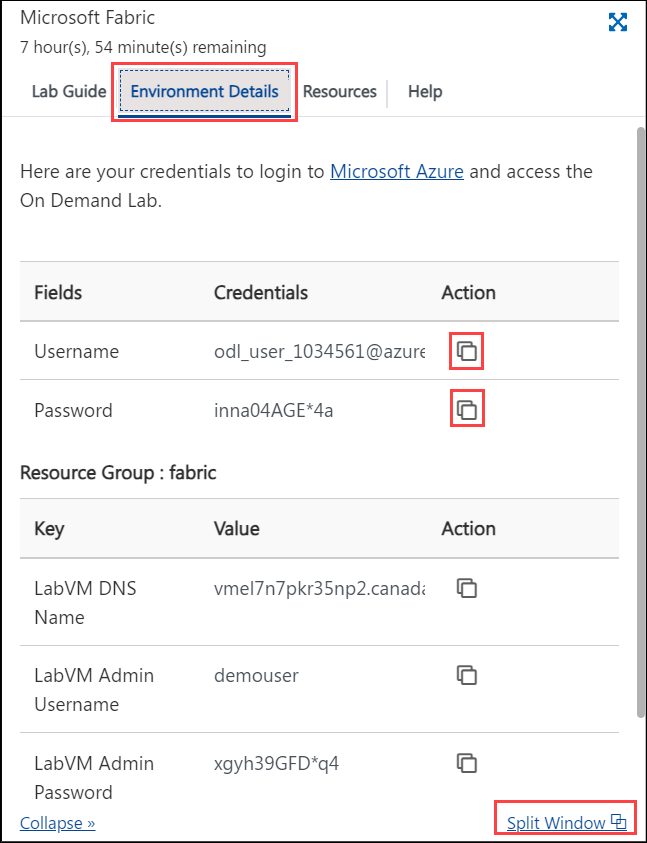 Microsoft Fabric
7 hour(s), 54 minute(s) remaining
Lab Guide Environment Details Resources Help
Here are your credentials to login to Microsoft Azure and access the
On Demand Lab.
Fields Credentials Action
Username odl_user_1034561@azure
Password inna04AGE*4a
Resource Group : fabric
Key Value Action
LabVM DNS vmel7n7pkr35np2.canada
Name
LabVM Admin demouser
Username
LabVM Admin xgyh39GFD*q4
Password
Collapse » Split Window